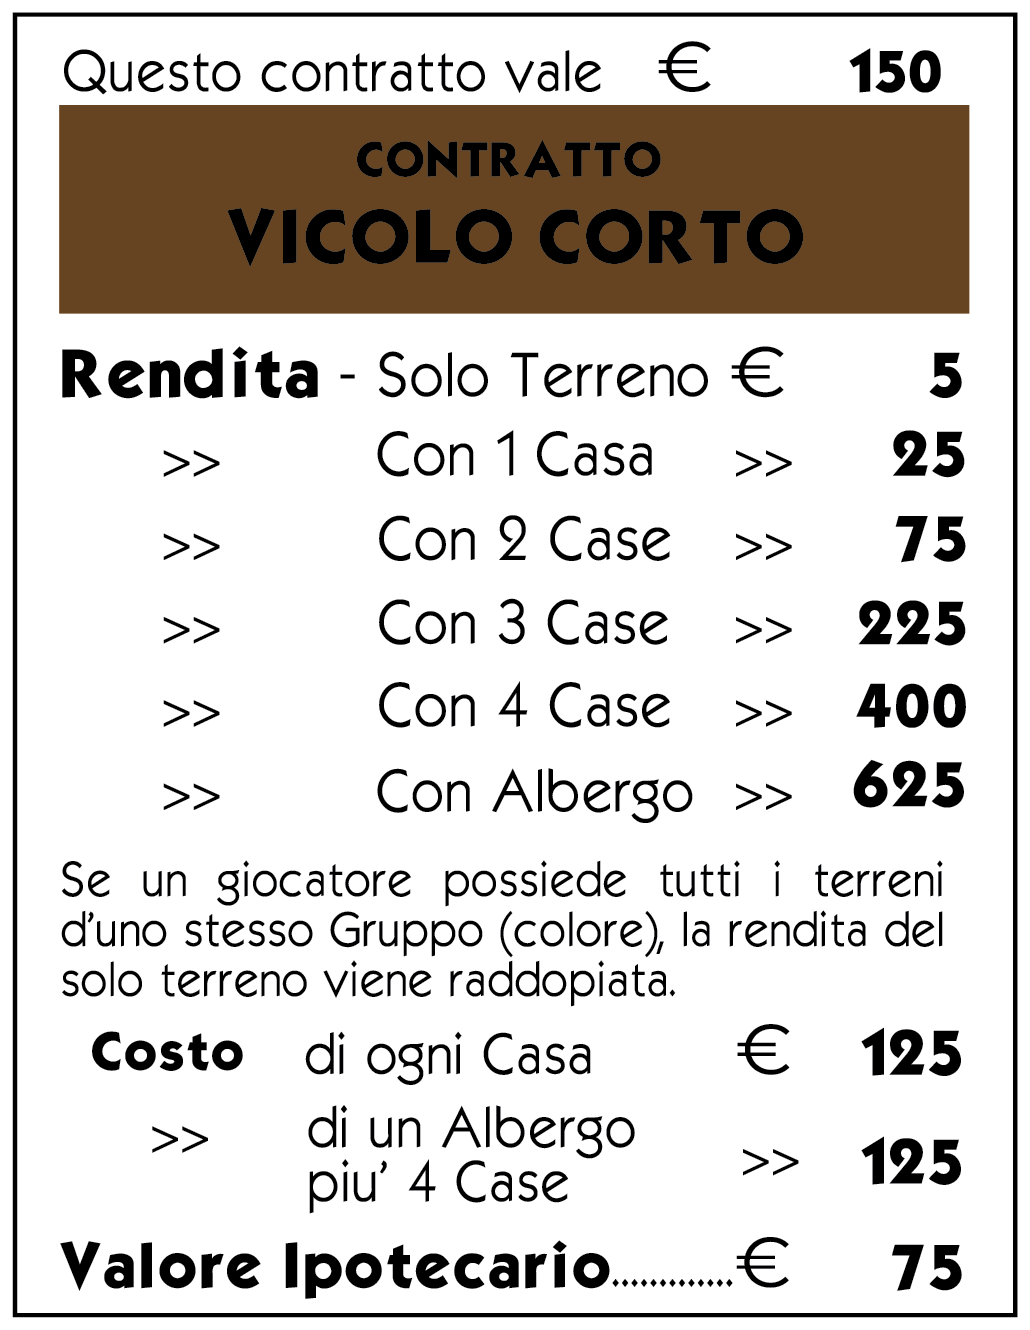 Questo contratto vale € 150
CONTRATTO
VICOLO CORTO
Rendita - Solo Terreno € 5
>> Con 1 Casa >> 25
>> Con 2 Case >> 75
>> Con 3 Case >> 225
>> Con 4 Case >> 400
>> Con Albergo >> 625
Se un giocatore possiede tutti i terreni
d'uno stesso Gruppo (colore), la rendita del
solo terreno viene raddopiata.
Costo di ogni Casa € 125
>> di un Albergo
piu' 4 Case >> 125
Valore Ipotecario.............€ 75